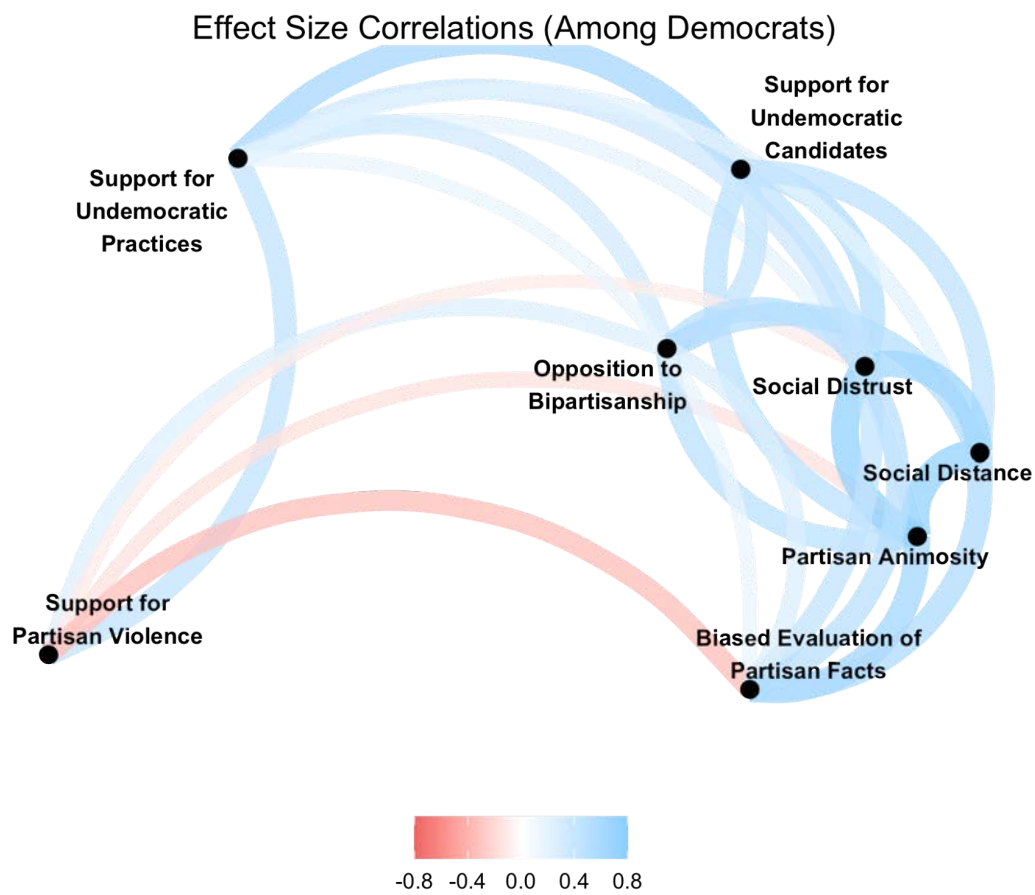 Effect Size Correlations (Among Democrats)
Support for
Undemocratic
Candidates
Support for
Undemocratic
Practices
Opposition to
Bipartisanship
Social Distrust
Social Distance
Partisan Animosity
Support for
Partisan Violence
Biased Evaluation of
Partisan Facts
-0.8 -0.4 0.0 0.4 0.8